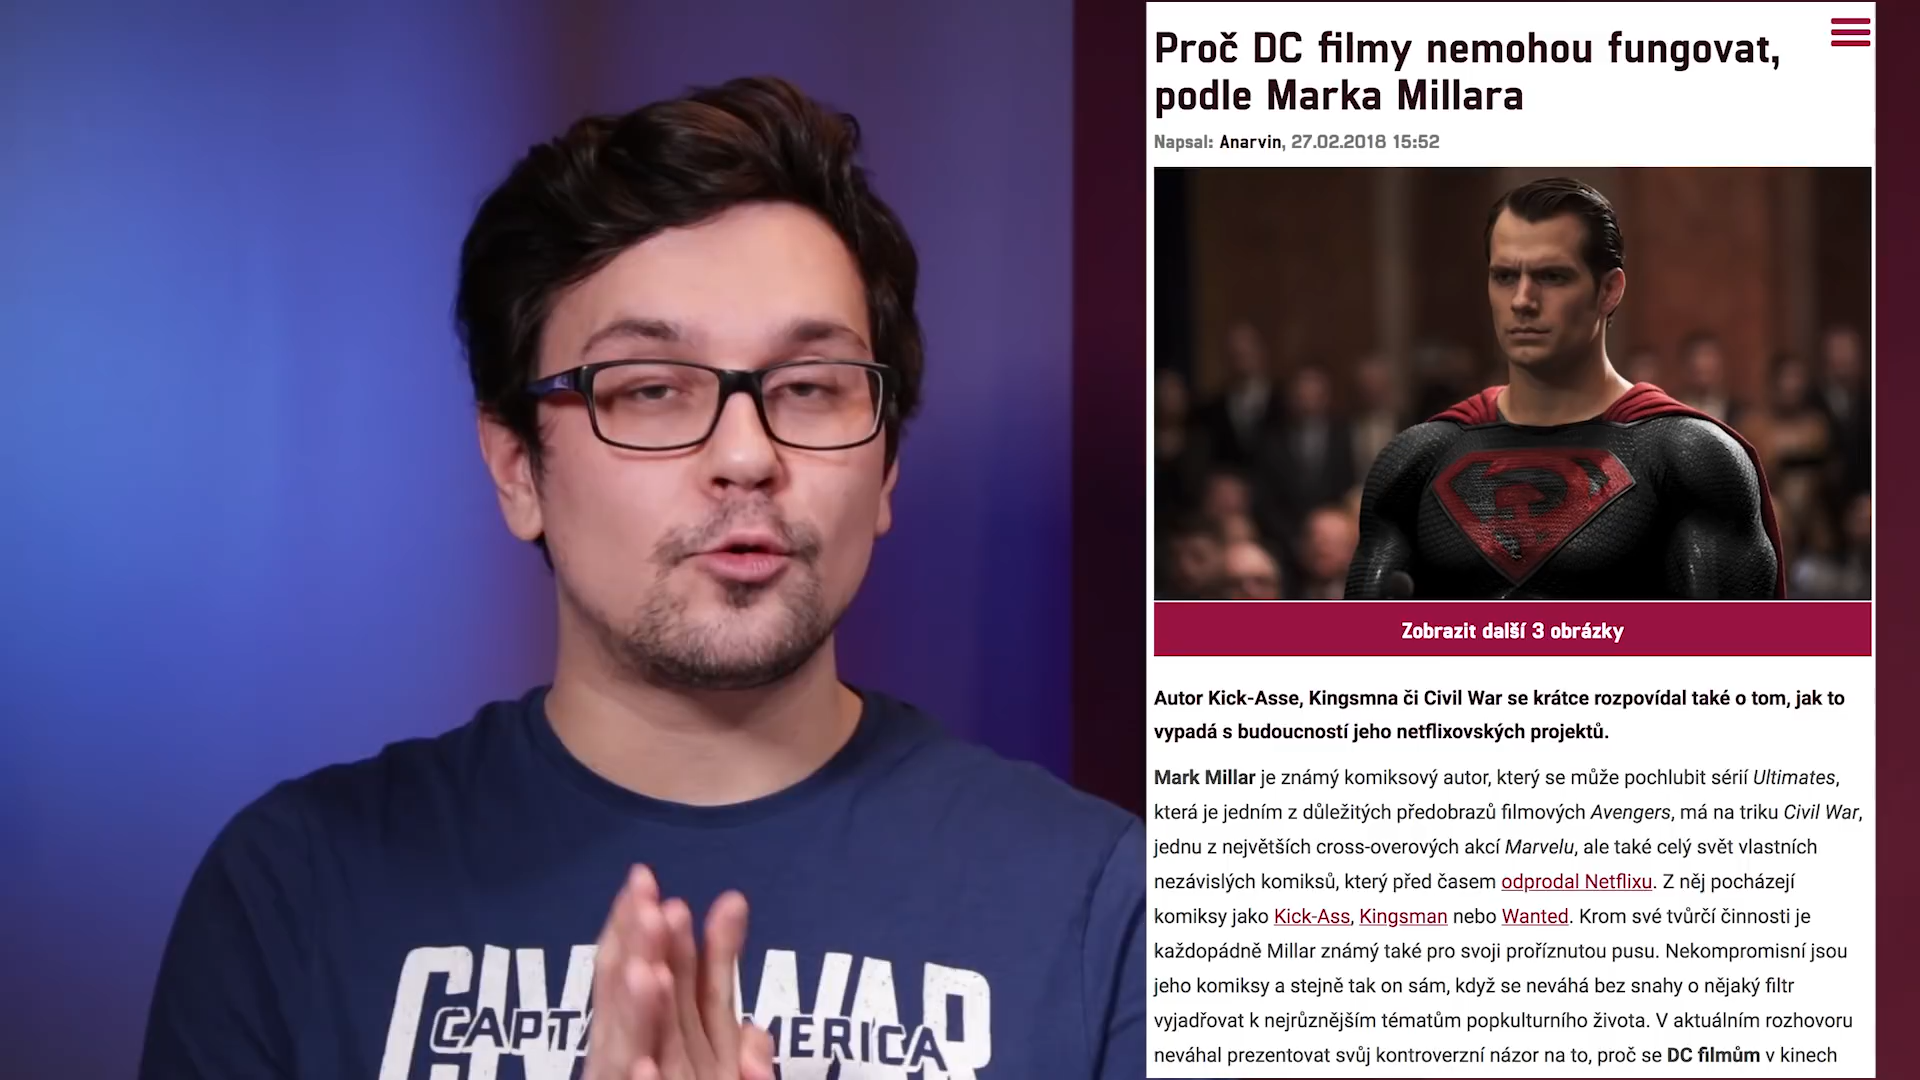 Proč DC filmy nemohou fungovat,
podle Marka Millara
Napsal: Anarvin, 27.02.2018 15:52
Zobrazit další 3 obrázky
Autor Kick-Asse, Kingsmna či Civil War se krátce rozpovídal také o tom, jak to
vypadá s budoucností jeho netflixovských projektů.
Mark Millar je známý komiksový autor, který se může pochlubit sérií Ultimates,
která je jedním z důležitých předobrazů filmových Avengers, má na triku Civil War,
jednu z největších cross-overových akcí Marvelu, ale také celý svět vlastních
nezávislých komiksů, který před časem odprodal Netflixu. Z něj pocházejí
komiksy jako Kick-Ass, Kingsman nebo Wanted. Krom své tvůrčí činnosti je
každopádně Millar známý také pro svoji proříznutou pusu. Nekompromisní jsou
jeho komiksy a stejně tak on sám, když se neváhá bez snahy o nějaký filtr
vyjadřovat k nejrůznějším tématům popkulturního života. V aktuálním rozhovoru
neváhal prezentovat svůj kontroverzní názor na to, proč se DC filmům v kinech
WAR